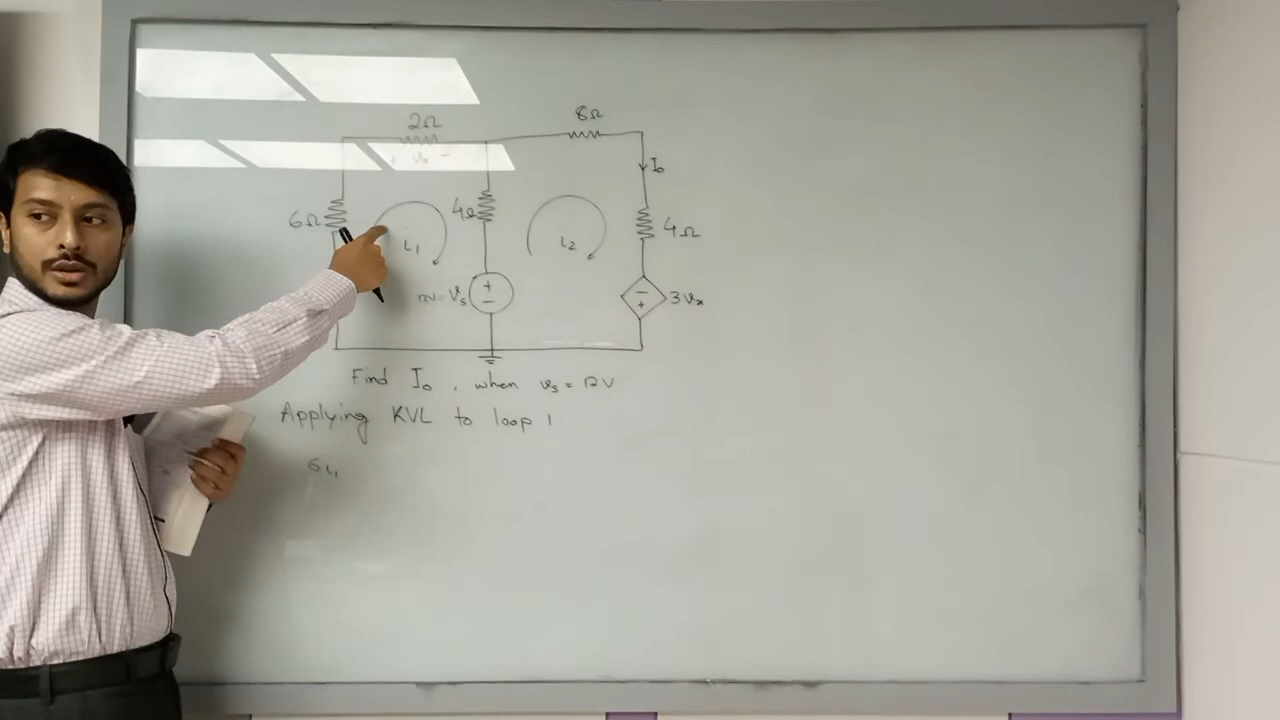 2Ω
8Ω
+ vx -
Io
6Ω
4Ω
i1
i2
4Ω
+
-
12V = Vs
-
+
3vx
Find Io, when vs = 12V
Applying KVL to loop 1
6i1